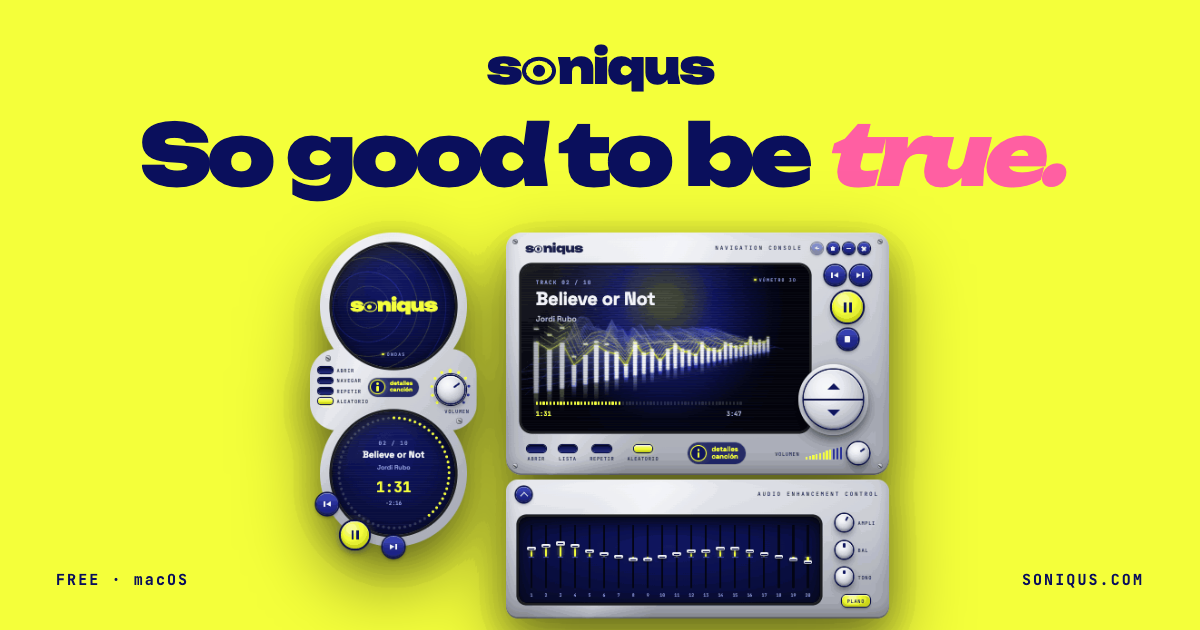 soniqus
So good to be true.
soniqus
ONDAS
ABRIR
NAVEGAR
REPETIR
ALEATORIO
detalles
canción
VOLUMEN
02 / 10
Believe or Not
Jordi Rubo
1:31
-2:16
soniqus
NAVIGATION CONSOLE
TRACK 02 / 10
VÚMETRO 3D
Believe or Not
Jordi Rubo
1:31
3:47
ABRIR
LISTA
REPETIR
ALEATORIO
detalles
canción
VOLUMEN
AUDIO ENHANCEMENT CONTROL
AMPLI
BAL
TONO
PLANO
1 2 3 4 5 6 7 8 9 10 11 12 13 14 15 16 17 18 19 20
FREE · macOS
SONIQUS.COM